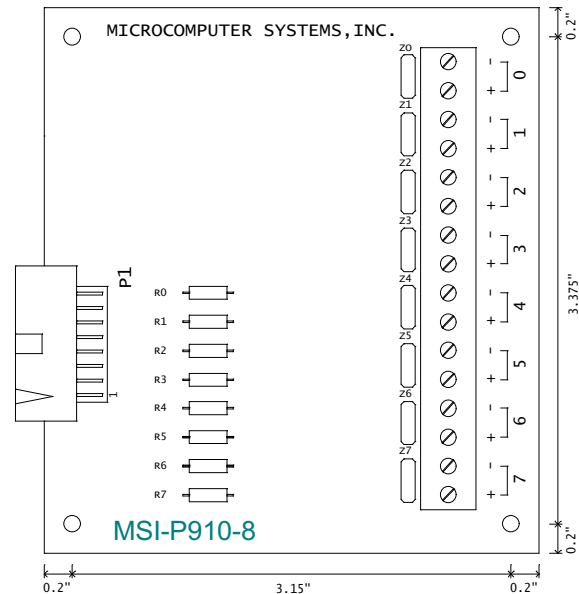 MICROCOMPUTER SYSTEMS,INC.
0.2"
Z0
- + 0
Z1
- + 1
Z2
- + 2
Z3
- + 3
Z4
- + 4
Z5
- + 5
Z6
- + 6
Z7
- + 7
P1
1
R0
R1
R2
R3
R4
R5
R6
R7
3.375"
MSI-P910-8
0.2"
0.2"
3.15"
0.2"